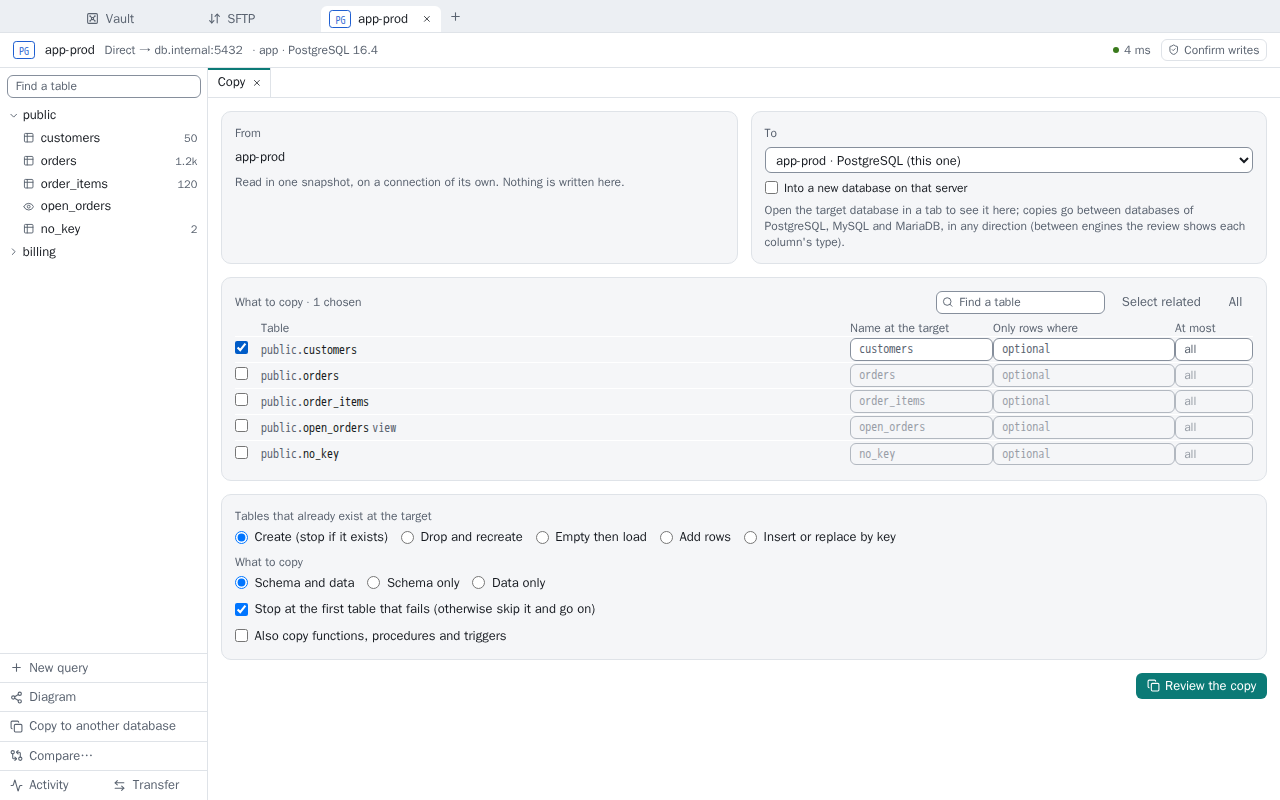 Vault
SFTP
PG app-prod × +
PG app-prod Direct → db.internal:5432 · app · PostgreSQL 16.4
4 ms
Confirm writes
Find a table
public
customers 50
orders 1.2k
order_items 120
open_orders
no_key 2
billing
New query
Diagram
Copy to another database
Compare···
Activity
Transfer
Copy ×
From
app-prod
Read in one snapshot, on a connection of its own. Nothing is written here.
To
app-prod · PostgreSQL (this one)
Into a new database on that server
Open the target database in a tab to see it here; copies go between databases of
PostgreSQL, MySQL and MariaDB, in any direction (between engines the review shows each
column's type).
What to copy · 1 chosen
Find a table
Select related
All
Table Name at the target Only rows where At most
public.customers customers optional all
public.orders orders optional all
public.order_items order_items optional all
public.open_orders view open_orders optional all
public.no_key no_key optional all
Tables that already exist at the target
Create (stop if it exists) Drop and recreate Empty then load Add rows Insert or replace by key
What to copy
Schema and data Schema only Data only
Stop at the first table that fails (otherwise skip it and go on)
Also copy functions, procedures and triggers
Review the copy